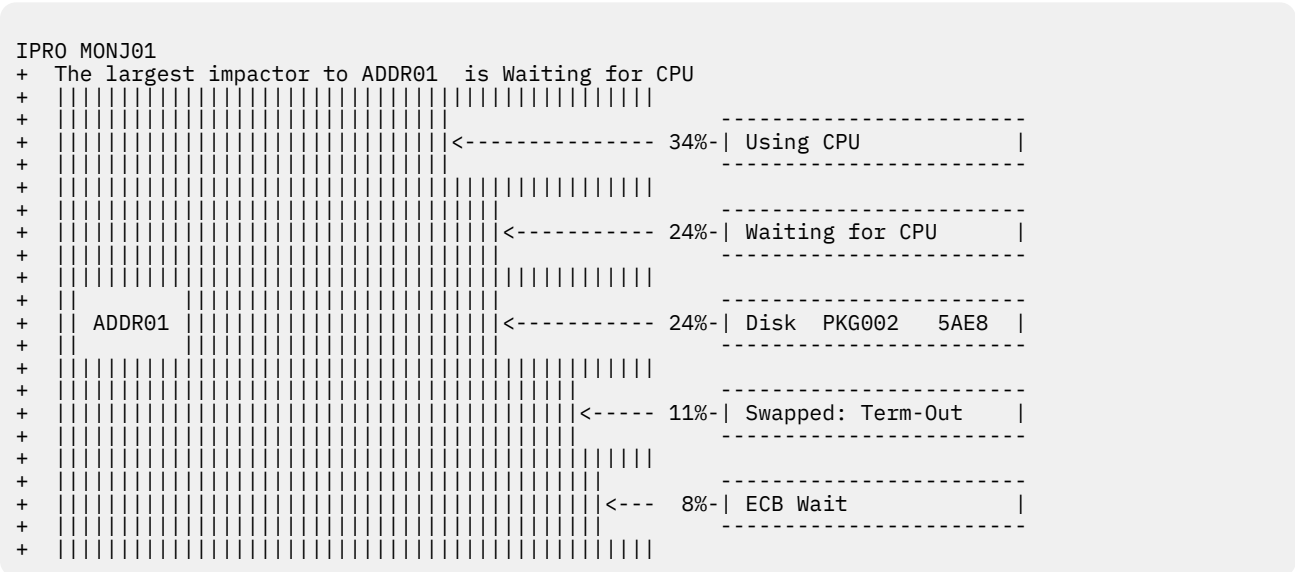 IPRO MONJ01
+  The largest impactor to ADDR01  is Waiting for CPU
+  |||||||||||||||||||||||||||||||||||||||||||||||
+  |||||||||||||||||||||||||||||||                     ------------------------
+  |||||||||||||||||||||||||||||||<--------------- 34%-| Using CPU            |
+  |||||||||||||||||||||||||||||||                     ------------------------
+  |||||||||||||||||||||||||||||||||||||||||||||||
+  |||||||||||||||||||||||||||||||||||                 ------------------------
+  |||||||||||||||||||||||||||||||||||<----------- 24%-| Waiting for CPU      |
+  |||||||||||||||||||||||||||||||||||                 ------------------------
+  |||||||||||||||||||||||||||||||||||||||||||||||
+  ||        |||||||||||||||||||||||||                 ------------------------
+  || ADDR01 |||||||||||||||||||||||||<----------- 24%-| Disk  PKG002   5AE8  |
+  ||        |||||||||||||||||||||||||                 ------------------------
+  |||||||||||||||||||||||||||||||||||||||||||||||
+  |||||||||||||||||||||||||||||||||||||||||           ------------------------
+  |||||||||||||||||||||||||||||||||||||||||<----- 11%-| Swapped: Term-Out    |
+  |||||||||||||||||||||||||||||||||||||||||           ------------------------
+  |||||||||||||||||||||||||||||||||||||||||||||||
+  |||||||||||||||||||||||||||||||||||||||||||         ------------------------
+  |||||||||||||||||||||||||||||||||||||||||||<---  8%-| ECB Wait             |
+  |||||||||||||||||||||||||||||||||||||||||||         ------------------------
+  |||||||||||||||||||||||||||||||||||||||||||||||